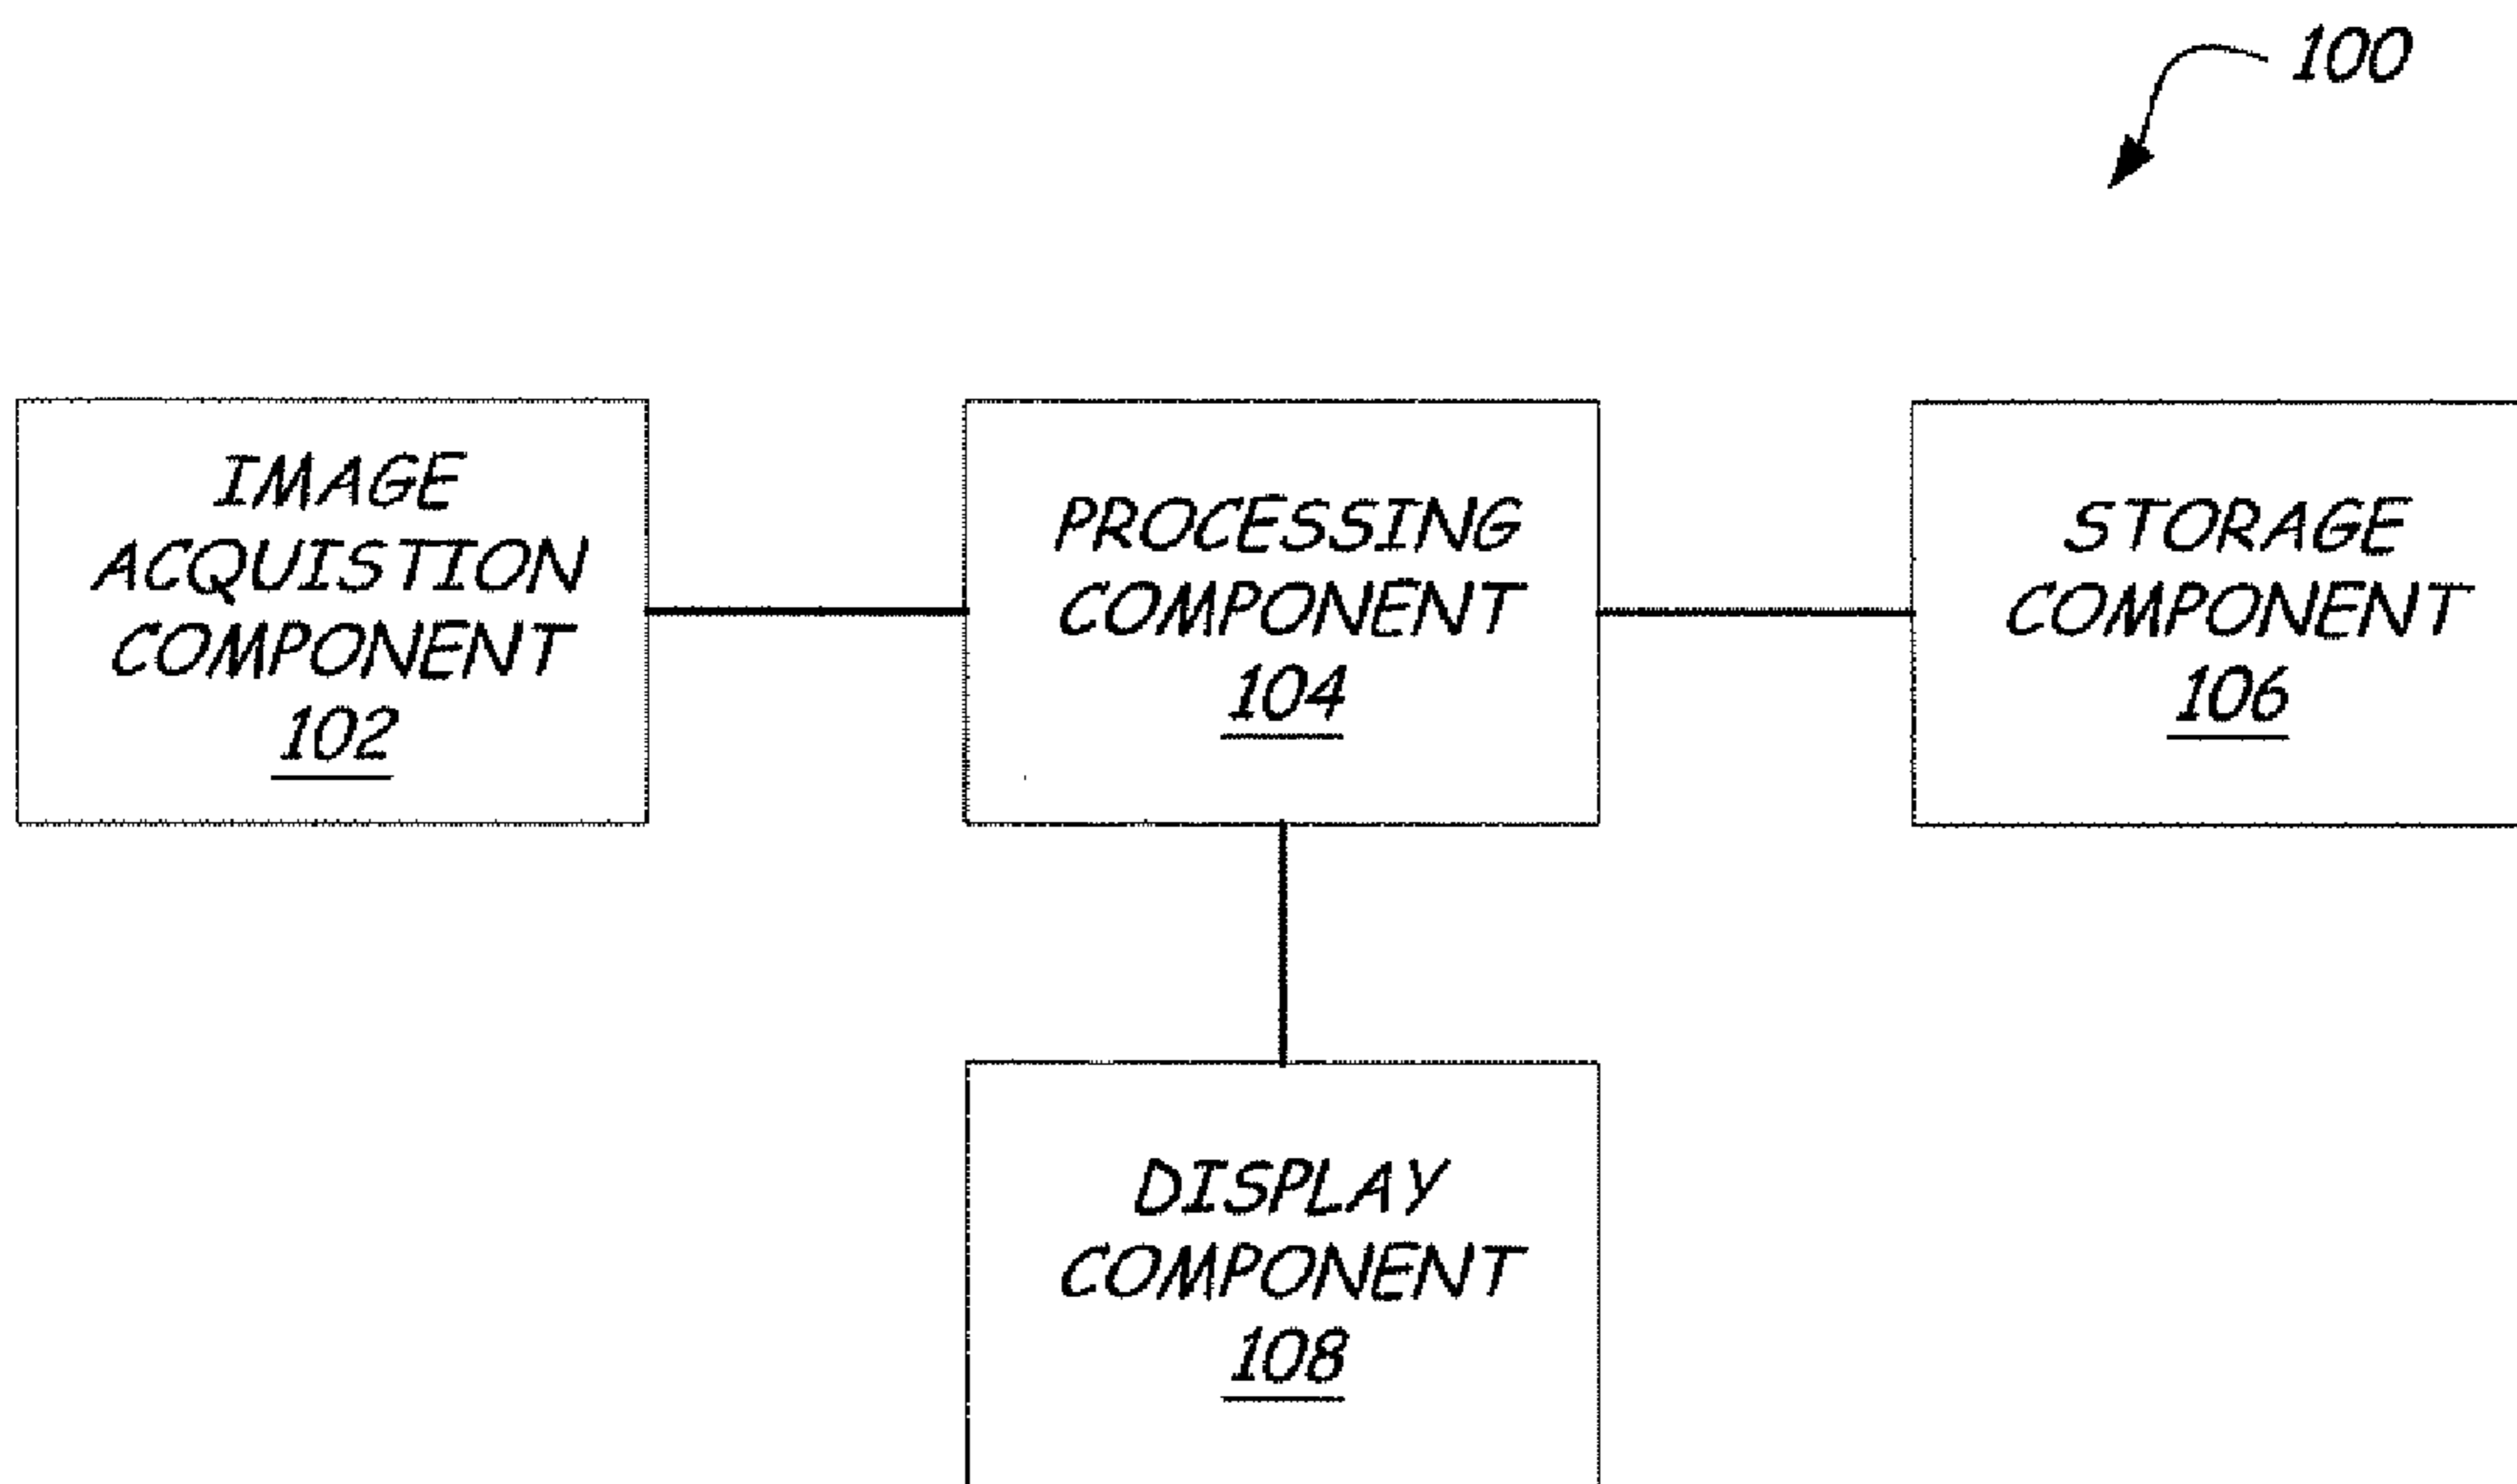 100
IMAGE
ACQUISTION
COMPONENT
102
PROCESSING
COMPONENT
104
STORAGE
COMPONENT
106
DISPLAY
COMPONENT
108